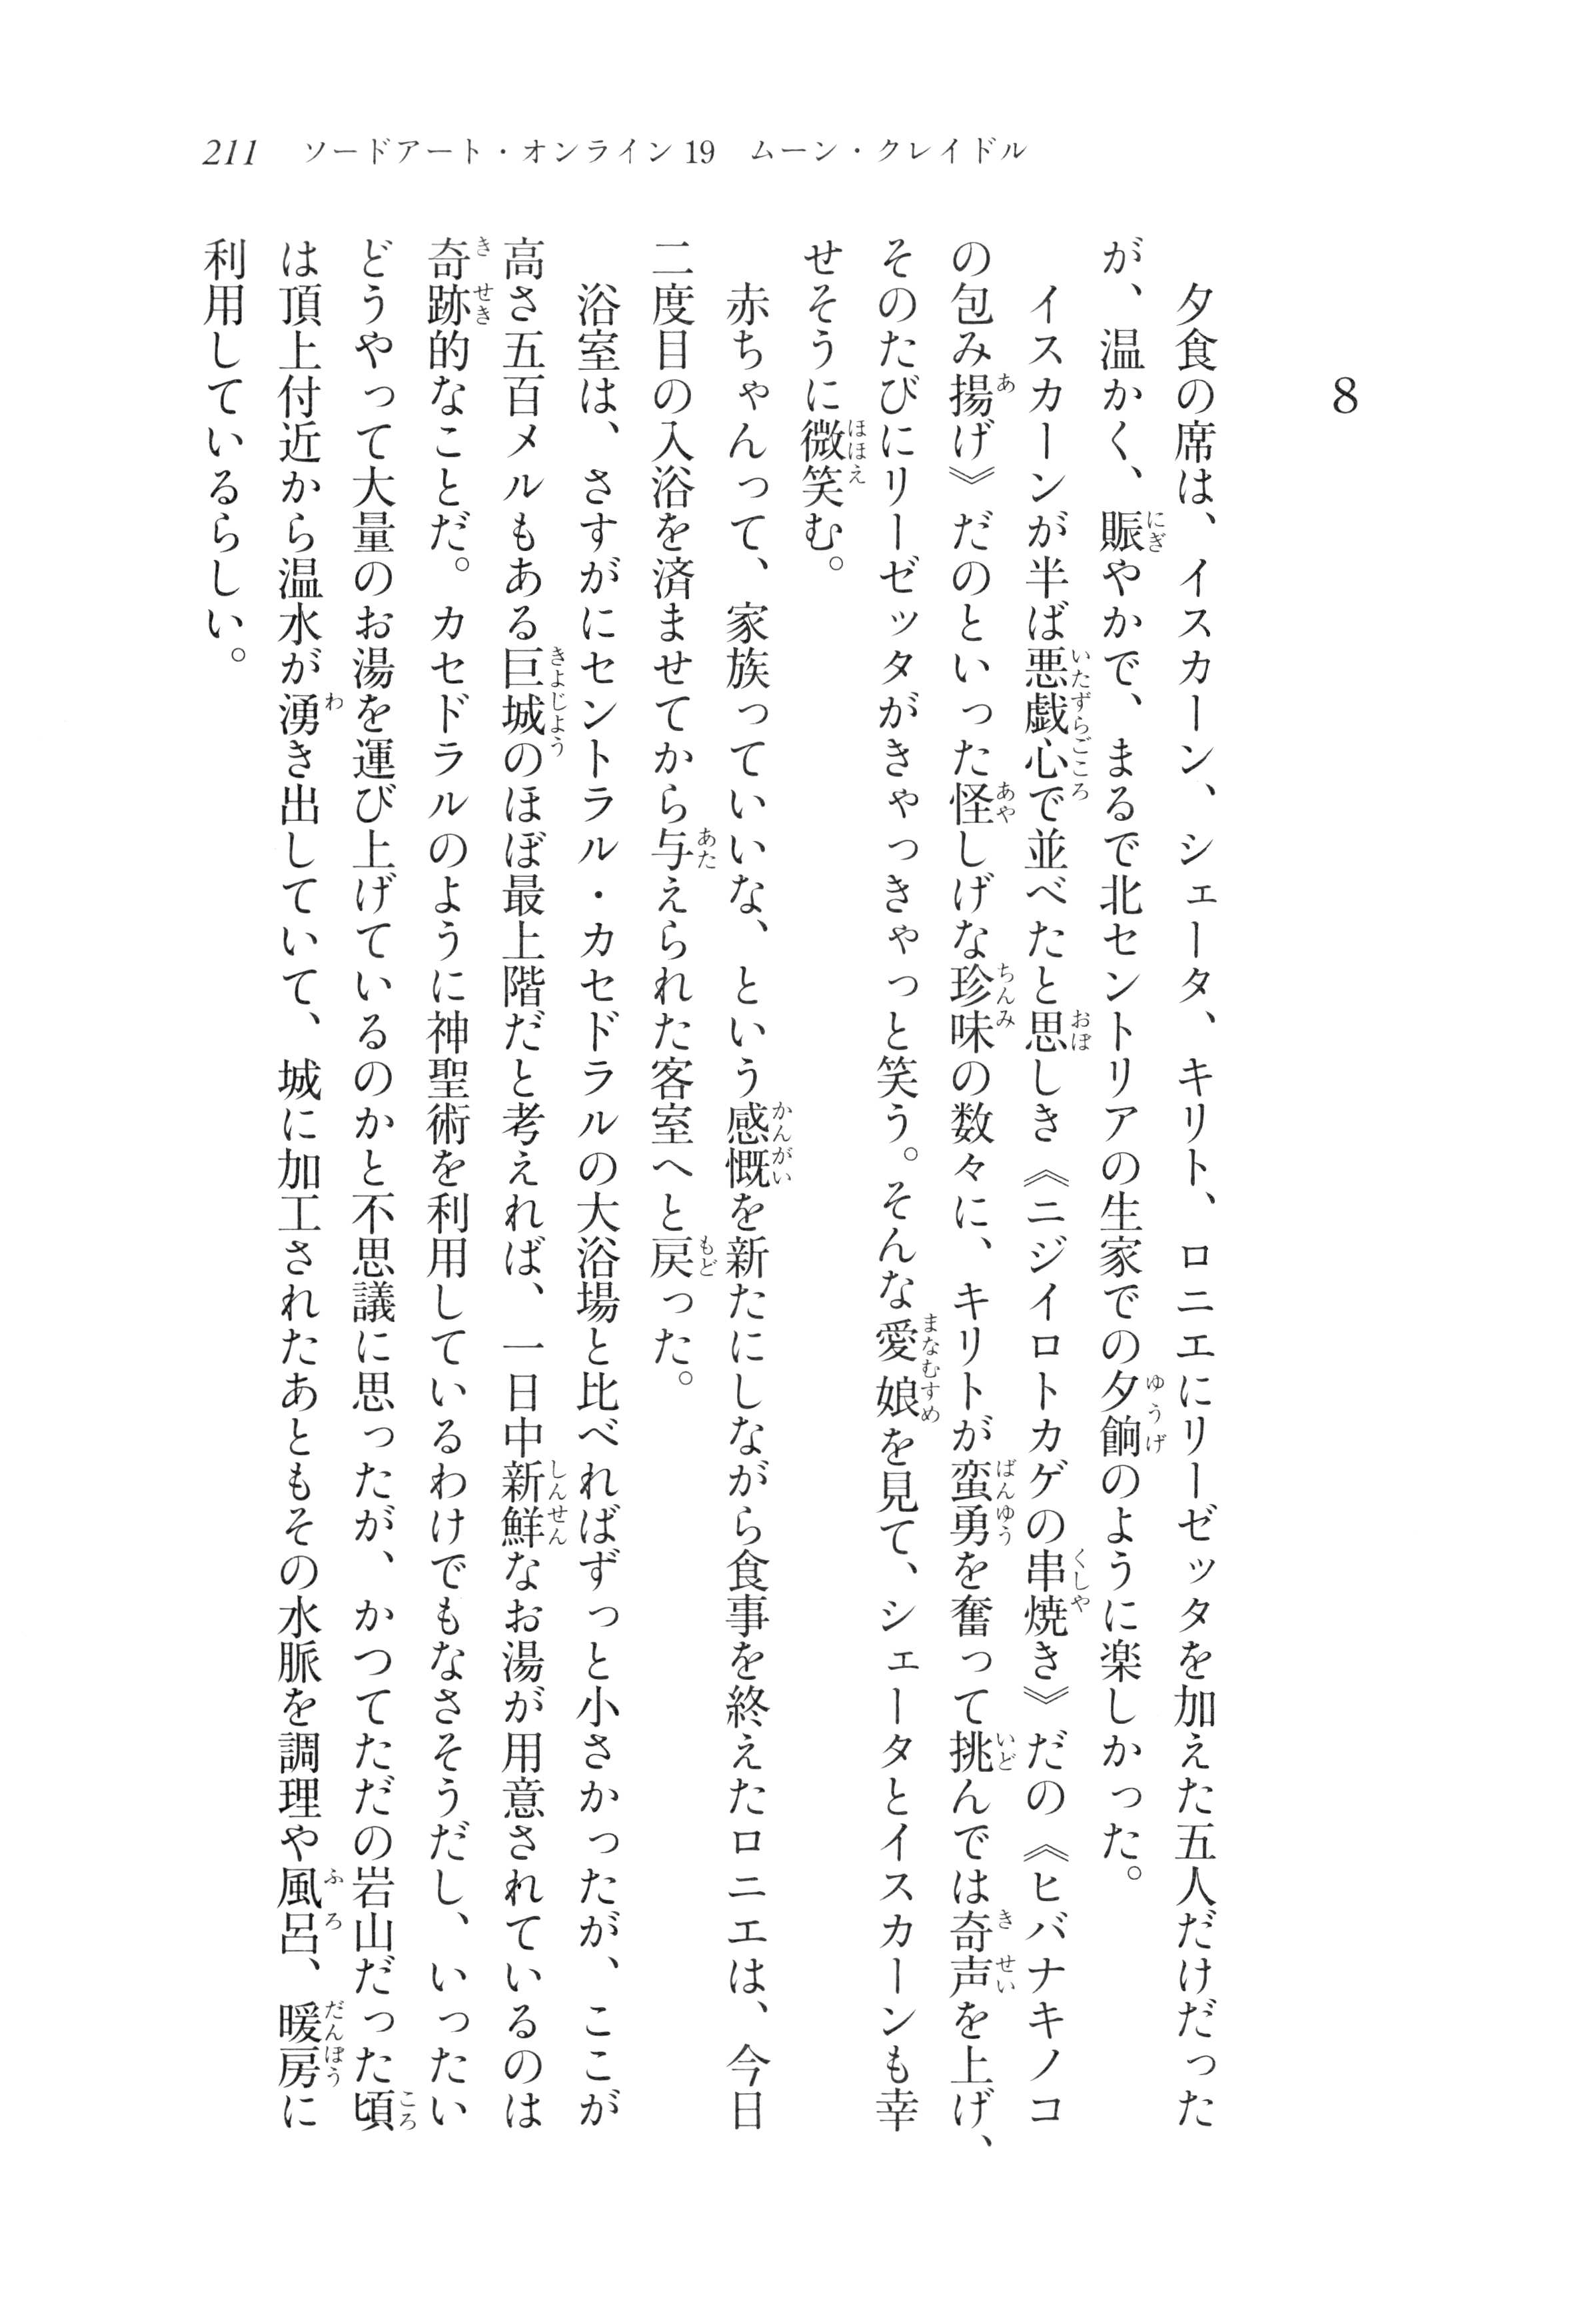 211　ソードアート・オンライン19　ムーン・クレイドル
8
　夕食の席は、イスカーン、シェータ、キリト、ロニエにリーゼッタを加えた五人だけだった
が、温かく、賑やかで、まるで北セントリアの生家での夕餉のように楽しかった。
　イスカーンが半ば悪戯心で並べたと思しき《ニジイロトカゲの串焼き》だの《ヒバナキノコ
の包み揚げ》だのといった怪しげな珍味の数々に、キリトが蛮勇を奮って挑んでは奇声を上げ、
そのたびにリーゼッタがきゃっきゃっと笑う。そんな愛娘を見て、シェータとイスカーンも幸
せそうに微笑む。
　赤ちゃんって、家族っていいな、という感慨を新たにしながら食事を終えたロニエは、今日
二度目の入浴を済ませてから与えられた客室へと戻った。
　浴室は、さすがにセントラル・カセドラルの大浴場と比べればずっと小さかったが、ここが
高さ五百メルもある巨城のほぼ最上階だと考えれば、一日中新鮮なお湯が用意されているのは
奇跡的なことだ。カセドラルのように神聖術を利用しているわけでもなさそうだし、いったい
どうやって大量のお湯を運び上げているのかと不思議に思ったが、かつてただの岩山だった頃
は頂上付近から温水が湧き出していて、城に加工されたあともその水脈を調理や風呂、暖房に
利用しているらしい。